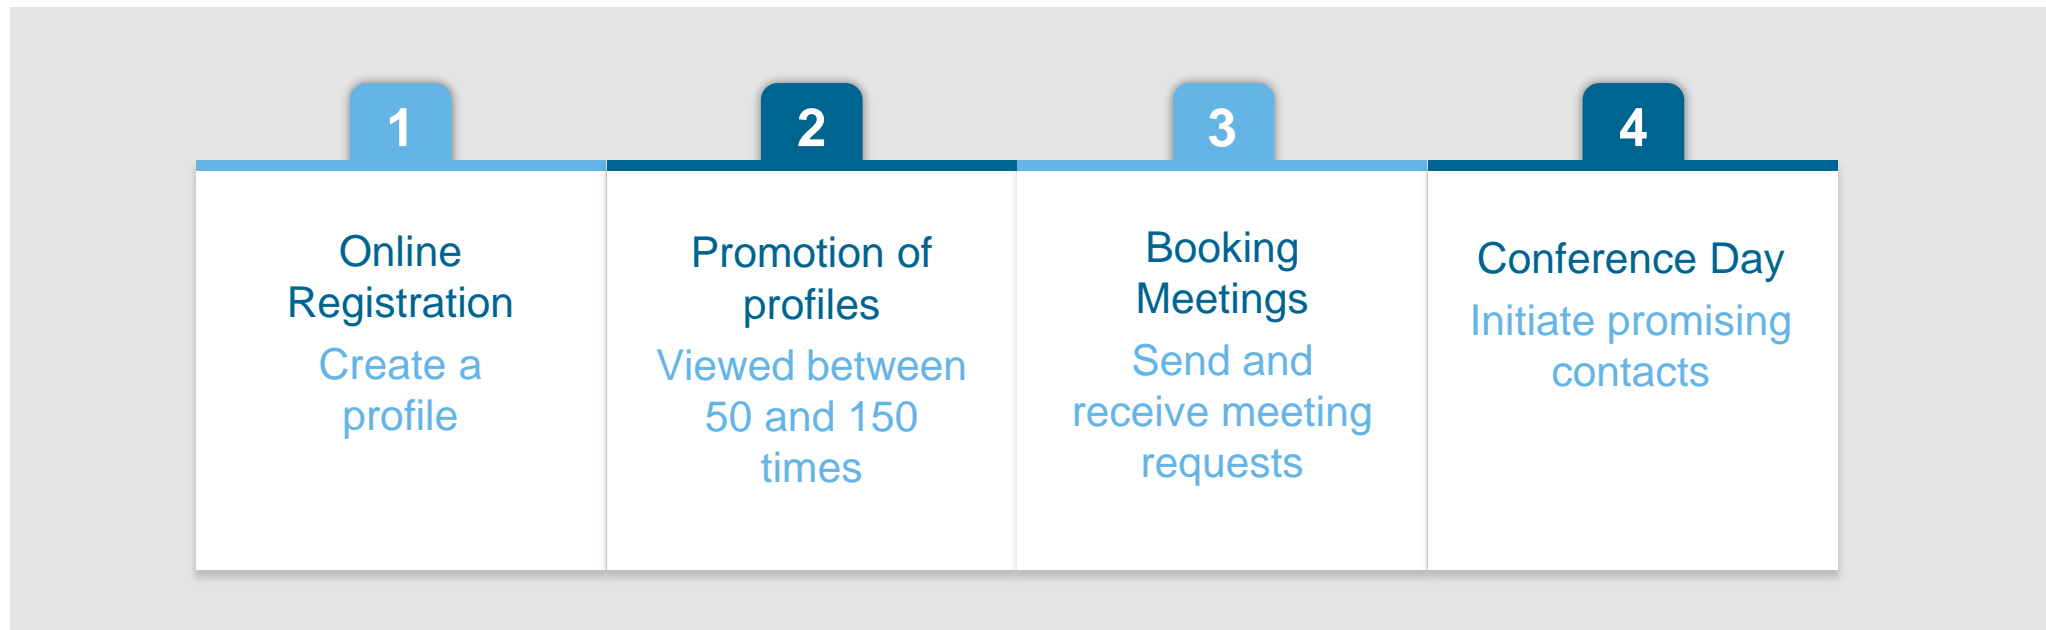 1
Online
Registration
Create a
profile
2
Promotion of
profiles
Viewed between
50 and 150
times
3
Booking
Meetings
Send and
receive meeting
requests
4
Conference Day
Initiate promising
contacts